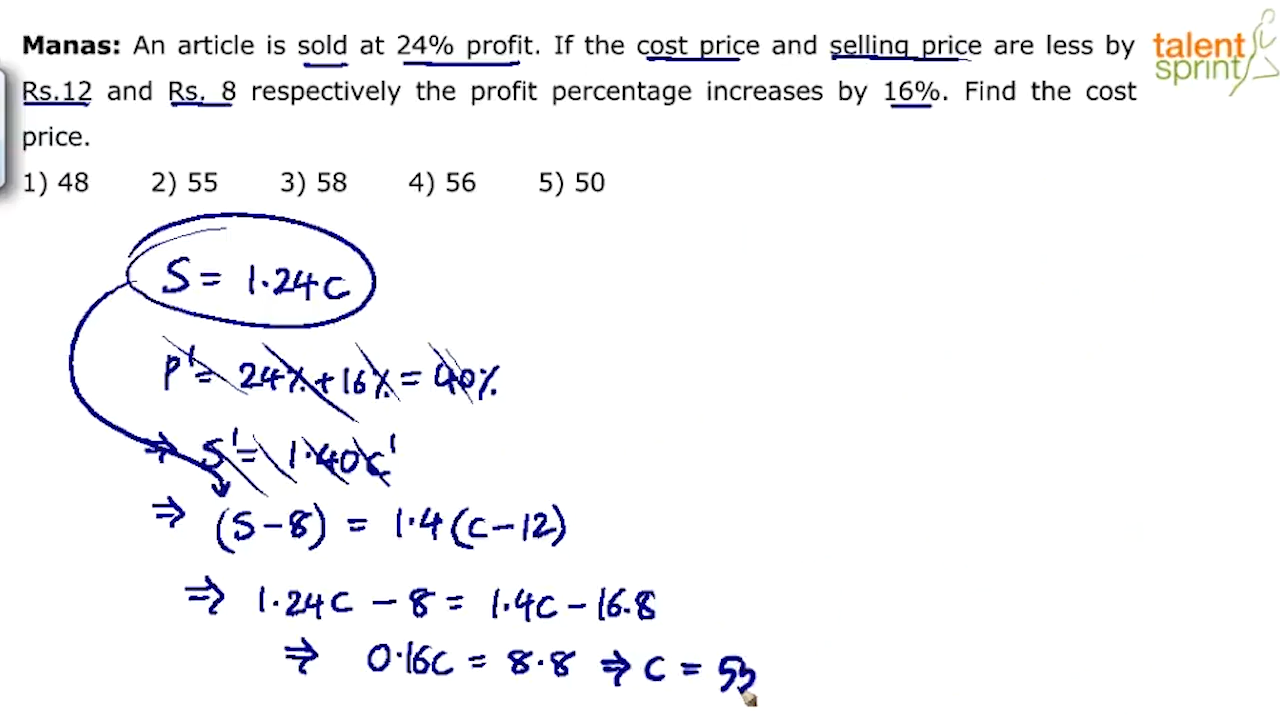 Manas: An article is sold at 24% profit. If the cost price and selling price are less by
talent
sprint
Rs.12 and Rs. 8 respectively the profit percentage increases by 16%. Find the cost
price.
1) 48 2) 55 3) 58 4) 56 5) 50
S = 1.24C
P' = 24% + 16% = 40%
⇒ S' = 1.40C'
⇒ (S - 8) = 1.4(C - 12)
⇒ 1.24C - 8 = 1.4C - 16.8
⇒ 0.16C = 8.8 ⇒ C = 55